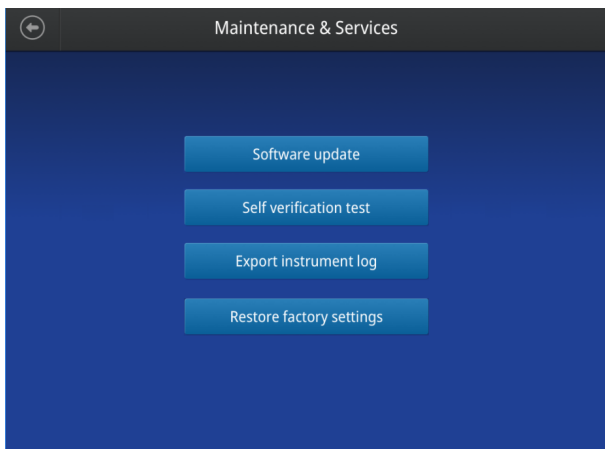 Maintenance & Services
Software update
Self verification test
Export instrument log
Restore factory settings